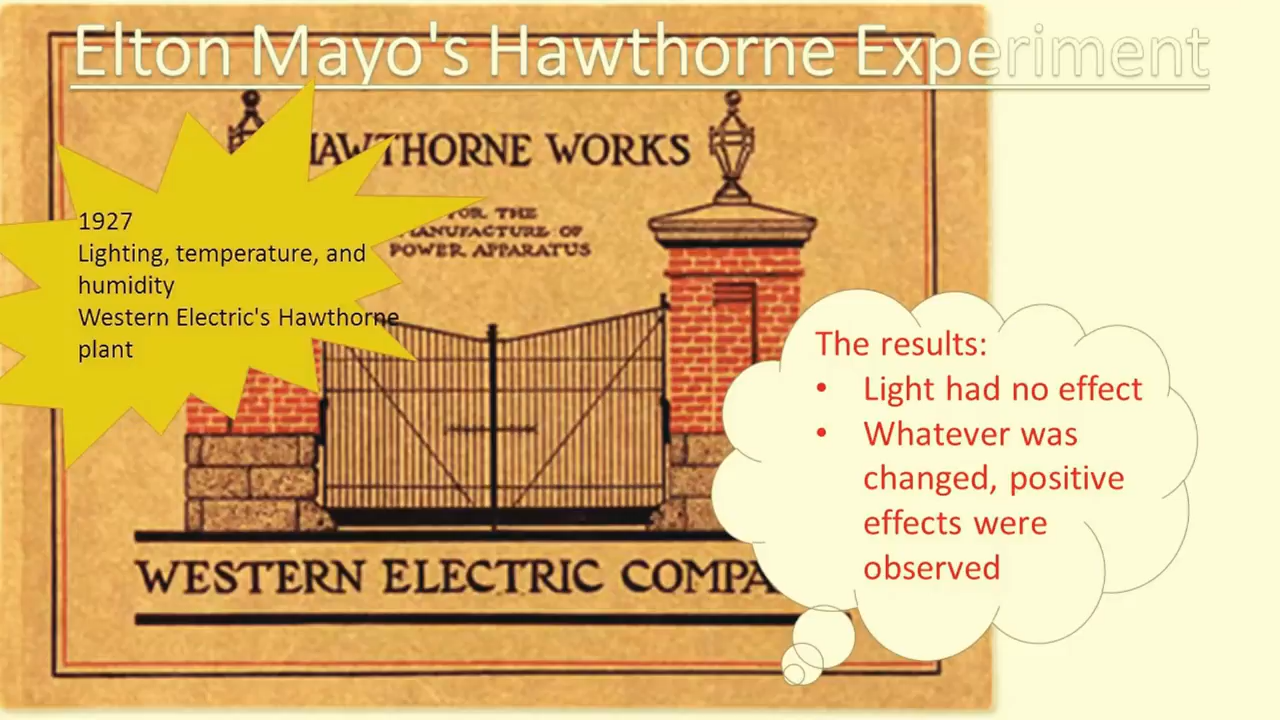 Elton Mayo's Hawthorne Experiment
HAWTHORNE WORKS
FOR THE
MANUFACTURE OF
POWER APPARATUS
1927
Lighting, temperature, and
humidity
Western Electric's Hawthorne
plant
The results:
• Light had no effect
• Whatever was
changed, positive
effects were
observed
WESTERN ELECTRIC COMPA